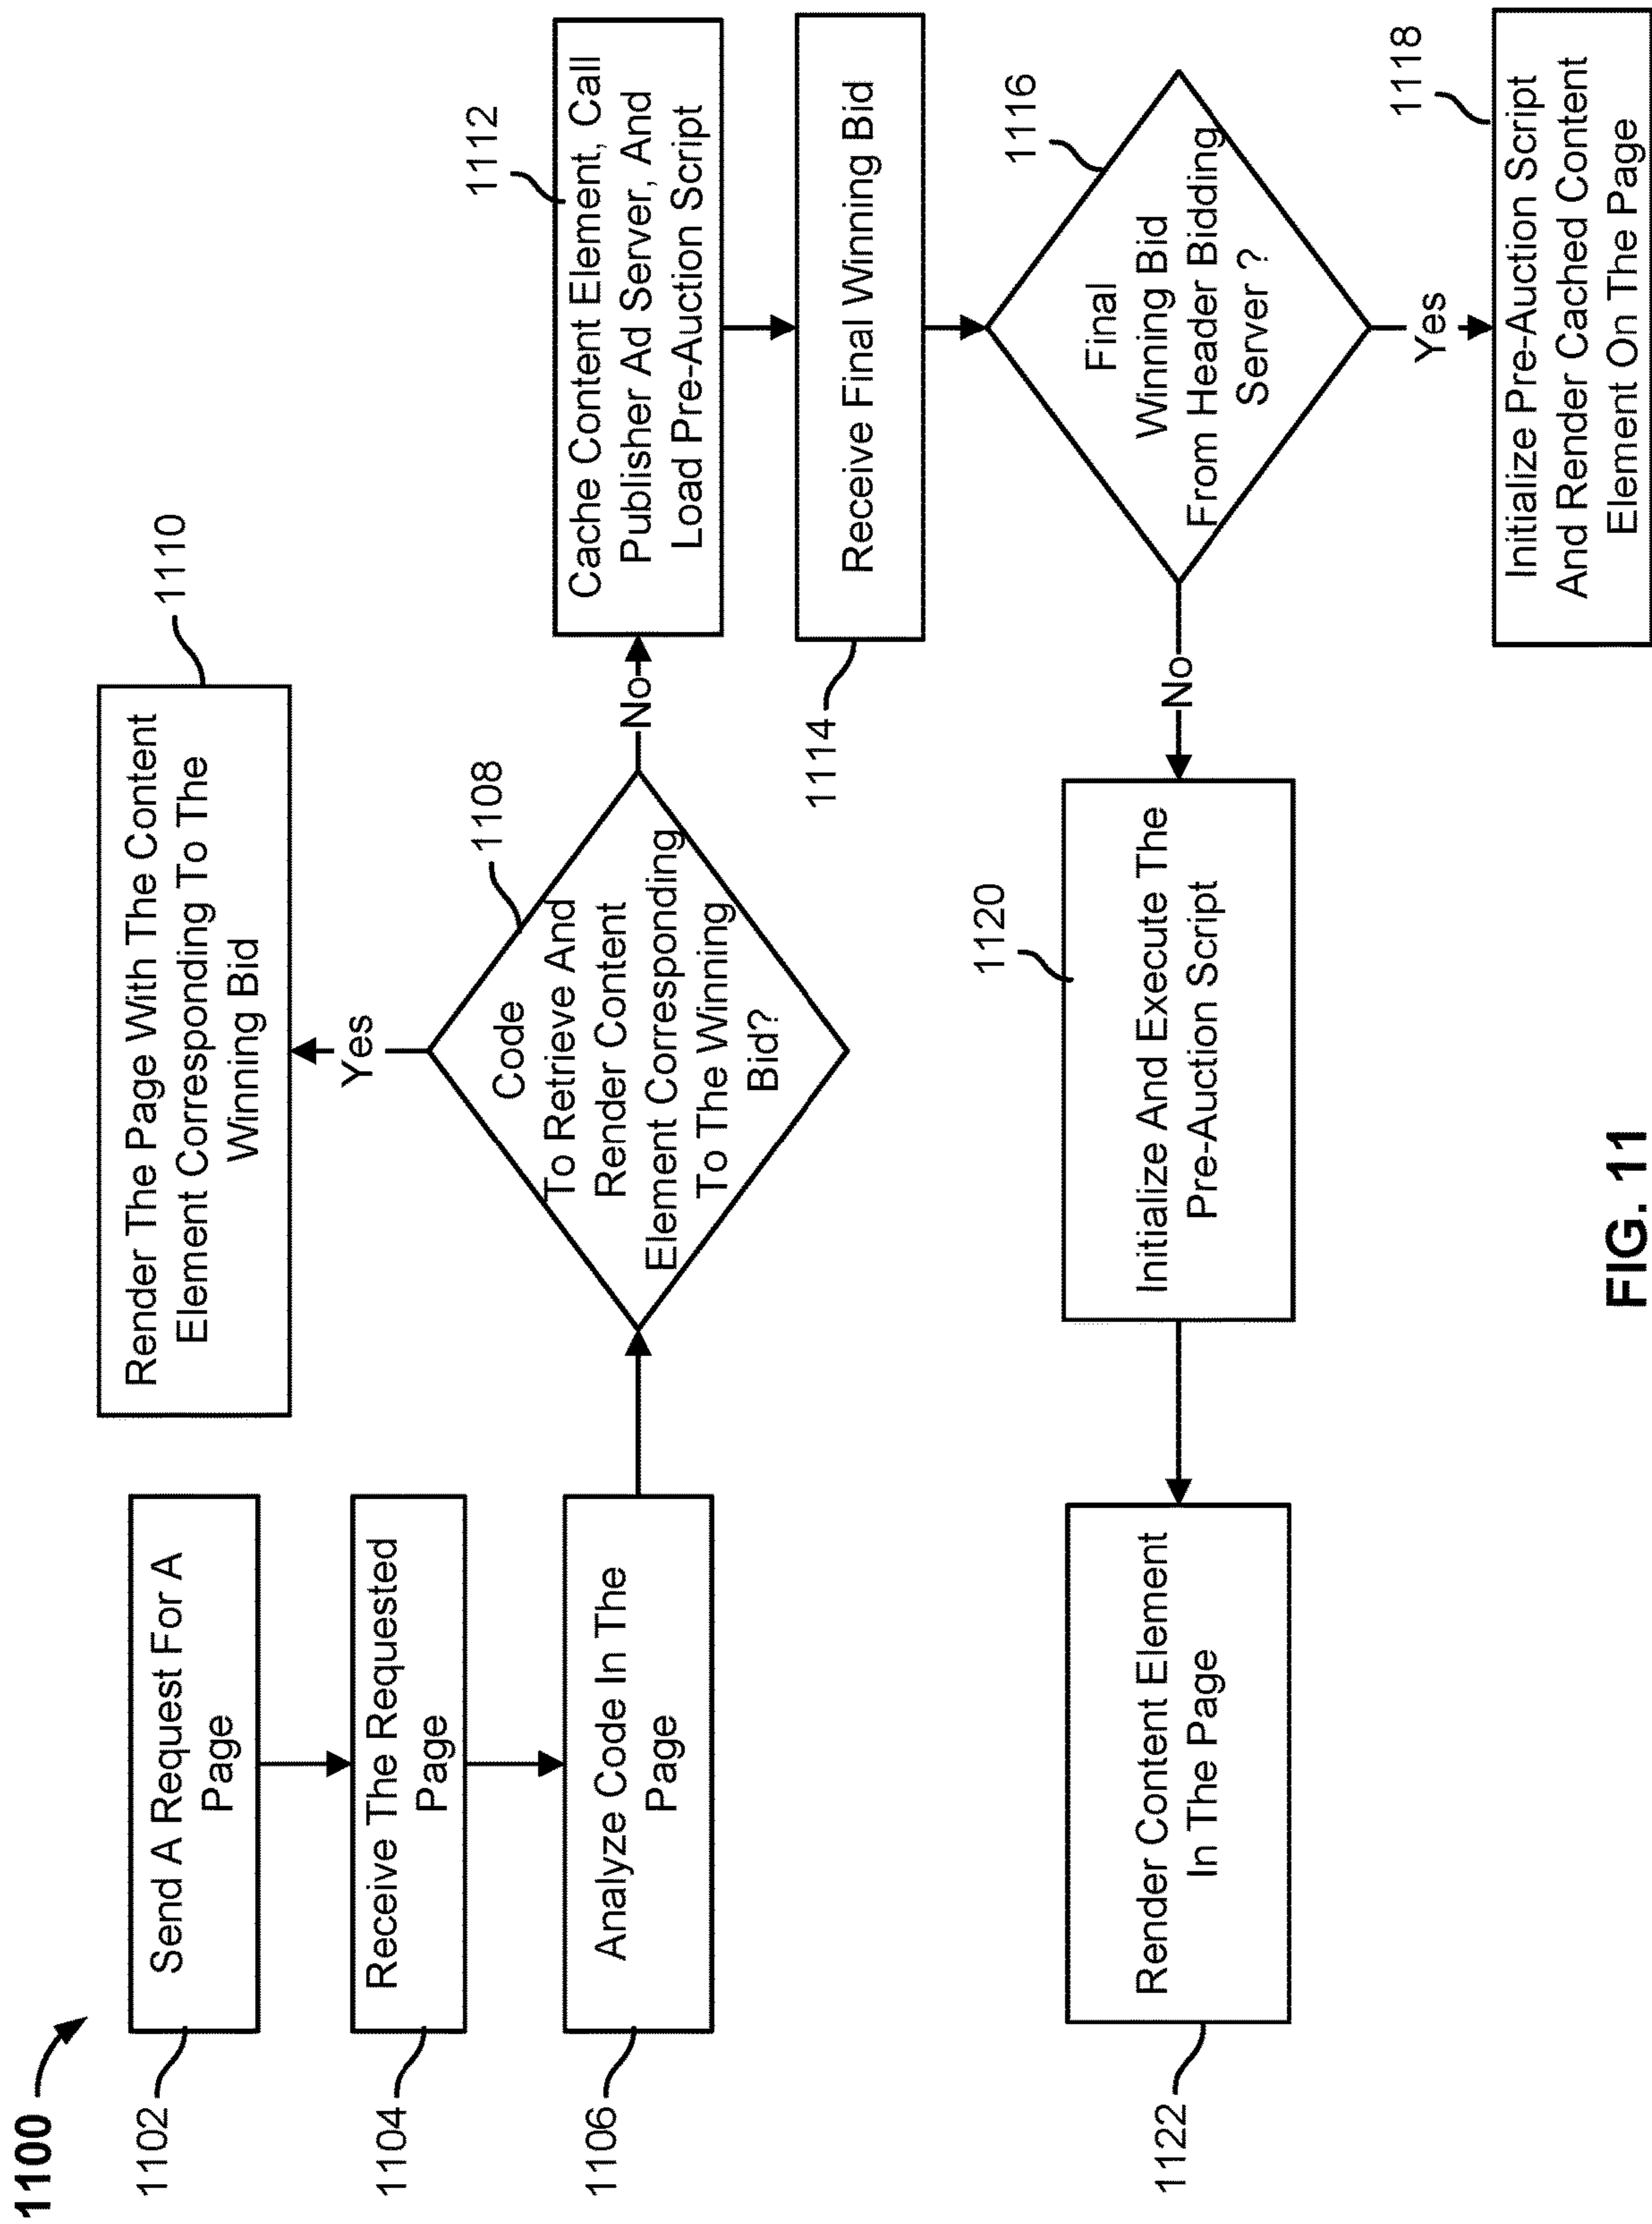 1100
1102
Send A Request For A
Page
1104
Receive The Requested
Page
1106
Analyze Code In The
Page
1108
Code
To Retrieve And
Render Content
Element Corresponding
To The Winning
Bid?
Yes
1110
Render The Page With The Content
Element Corresponding To The
Winning Bid
No
1112
Cache Content Element, Call
Publisher Ad Server, And
Load Pre-Auction Script
1114
Receive Final Winning Bid
1116
Final
Winning Bid
From Header Bidding
Server ?
Yes
1118
Initialize Pre-Auction Script
And Render Cached Content
Element On The Page
No
1120
Initialize And Execute The
Pre-Auction Script
1122
Render Content Element
In The Page
FIG. 11